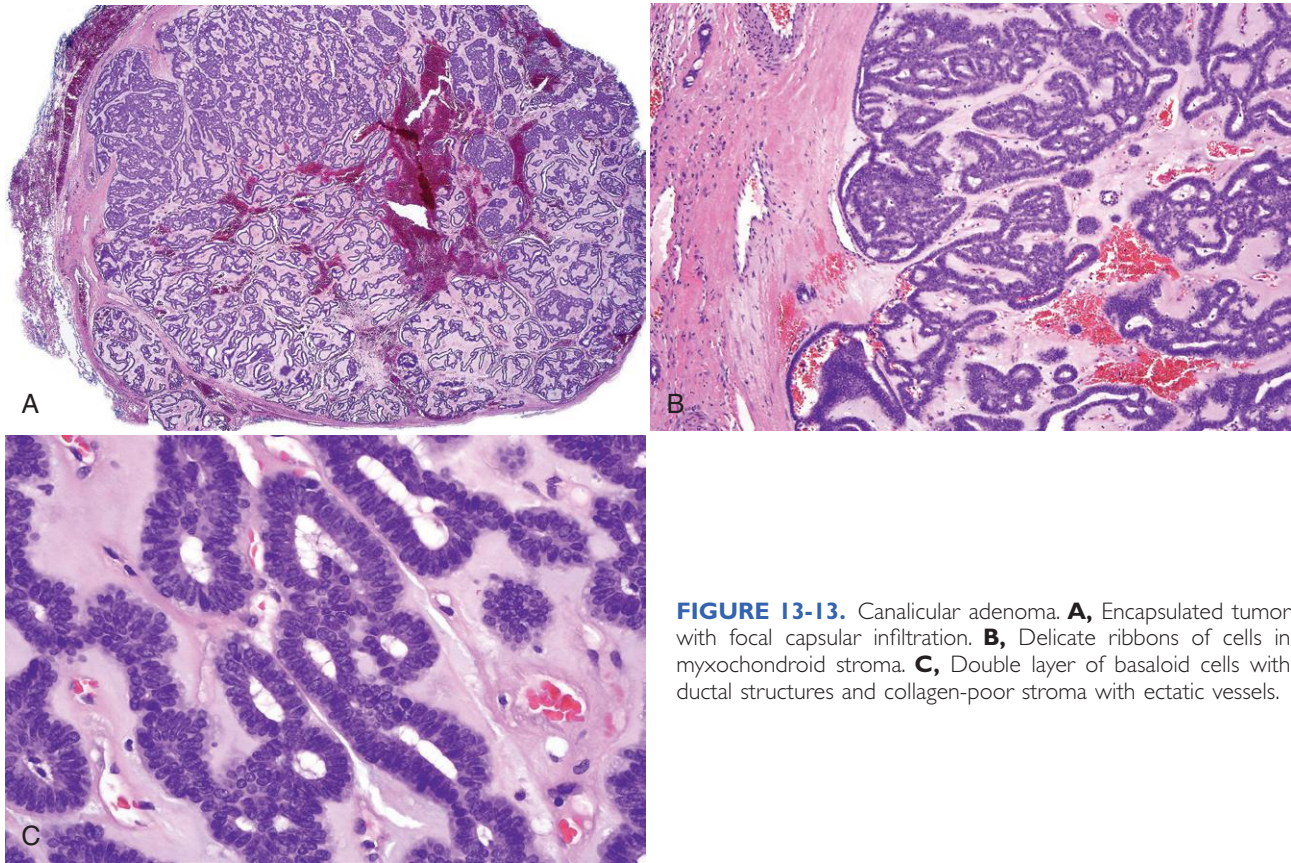 A
B
C
FIGURE 13-13. Canalicular adenoma. A, Encapsulated tumor
with focal capsular infiltration. B, Delicate ribbons of cells in
myxochondroid stroma. C, Double layer of basaloid cells with
ductal structures and collagen-poor stroma with ectatic vessels.